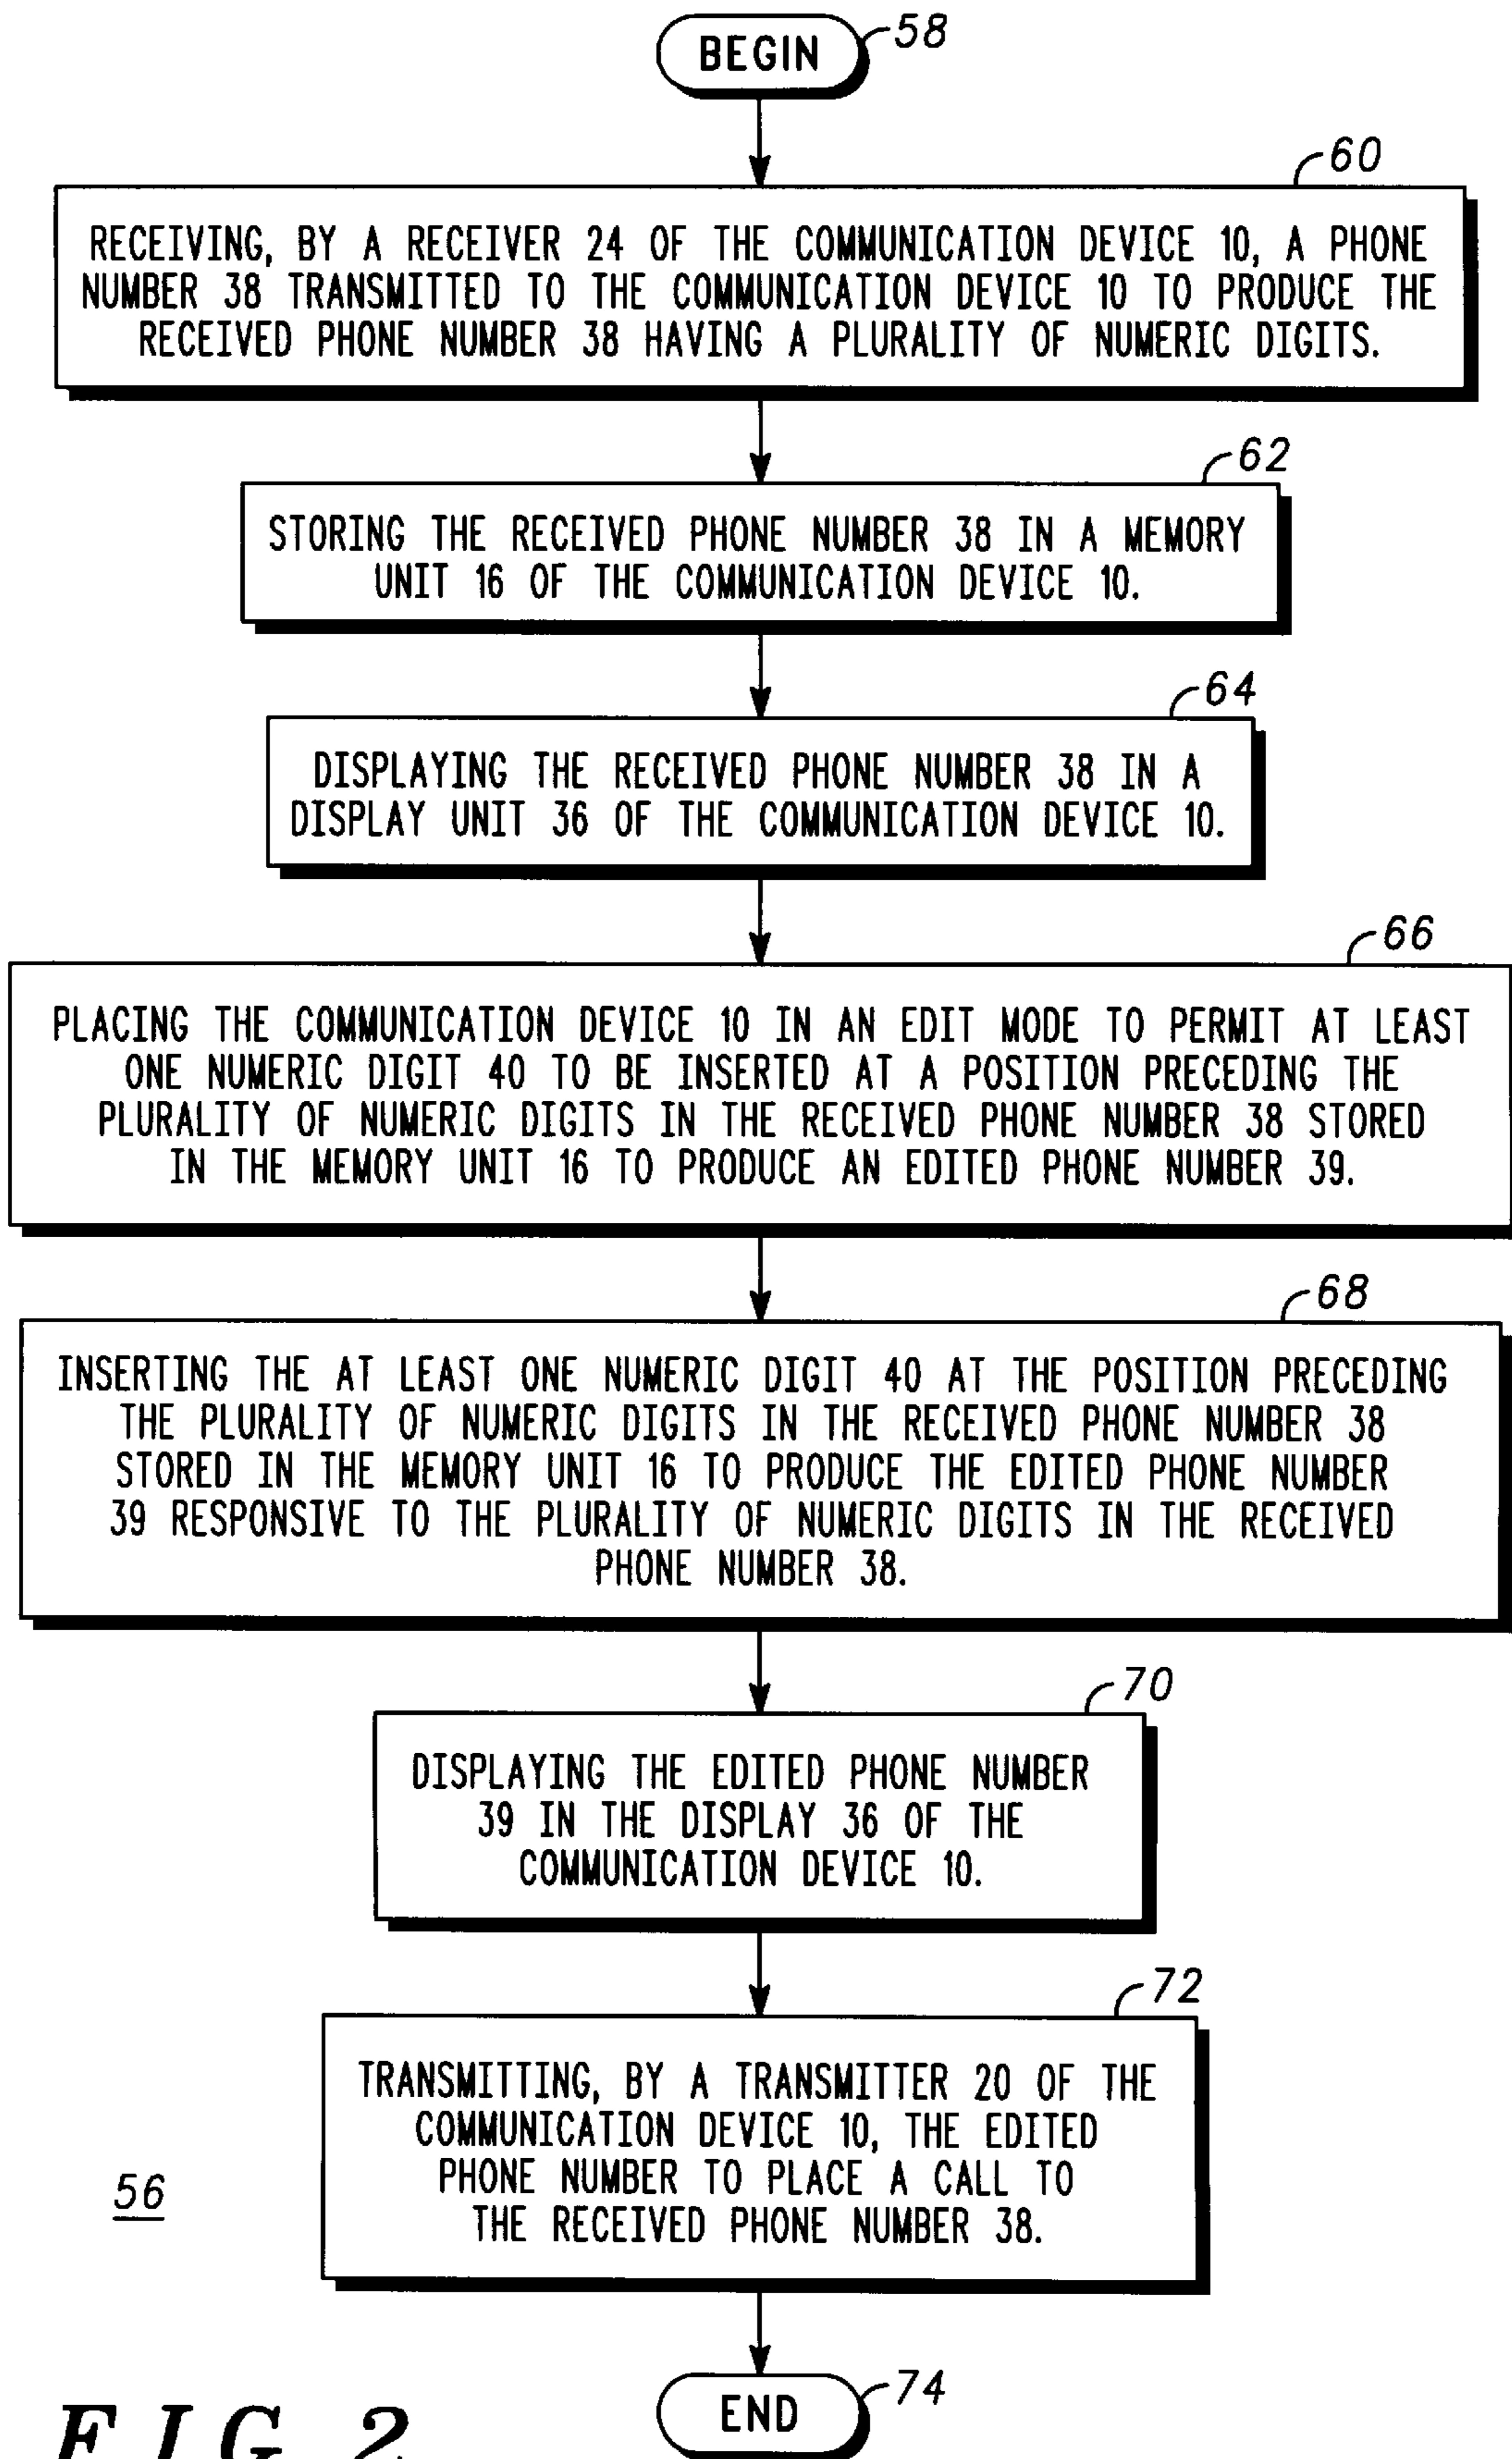 BEGIN
58
60
RECEIVING, BY A RECEIVER 24 OF THE COMMUNICATION DEVICE 10, A PHONE
NUMBER 38 TRANSMITTED TO THE COMMUNICATION DEVICE 10 TO PRODUCE THE
RECEIVED PHONE NUMBER 38 HAVING A PLURALITY OF NUMERIC DIGITS.
62
STORING THE RECEIVED PHONE NUMBER 38 IN A MEMORY
UNIT 16 OF THE COMMUNICATION DEVICE 10.
64
DISPLAYING THE RECEIVED PHONE NUMBER 38 IN A
DISPLAY UNIT 36 OF THE COMMUNICATION DEVICE 10.
66
PLACING THE COMMUNICATION DEVICE 10 IN AN EDIT MODE TO PERMIT AT LEAST
ONE NUMERIC DIGIT 40 TO BE INSERTED AT A POSITION PRECEDING THE
PLURALITY OF NUMERIC DIGITS IN THE RECEIVED PHONE NUMBER 38 STORED
IN THE MEMORY UNIT 16 TO PRODUCE AN EDITED PHONE NUMBER 39.
68
INSERTING THE AT LEAST ONE NUMERIC DIGIT 40 AT THE POSITION PRECEDING
THE PLURALITY OF NUMERIC DIGITS IN THE RECEIVED PHONE NUMBER 38
STORED IN THE MEMORY UNIT 16 TO PRODUCE THE EDITED PHONE NUMBER
39 RESPONSIVE TO THE PLURALITY OF NUMERIC DIGITS IN THE RECEIVED
PHONE NUMBER 38.
70
DISPLAYING THE EDITED PHONE NUMBER
39 IN THE DISPLAY 36 OF THE
COMMUNICATION DEVICE 10.
72
TRANSMITTING, BY A TRANSMITTER 20 OF THE
COMMUNICATION DEVICE 10, THE EDITED
PHONE NUMBER TO PLACE A CALL TO
THE RECEIVED PHONE NUMBER 38.
56
END
74
FIG 2